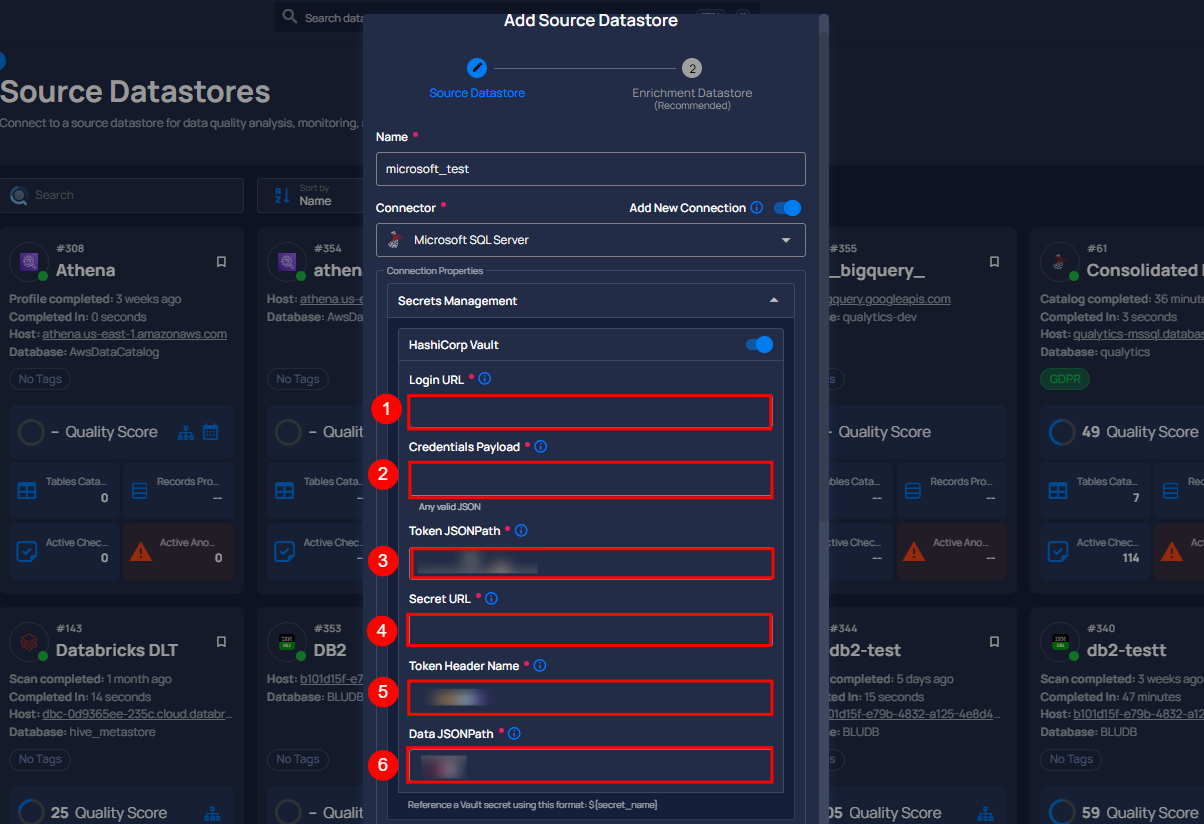 Search data
Add Source Datastore
2
Source Datastore
Enrichment Datastore
(Recommended)
Source Datastores
Connect to a source datastore for data quality analysis, monitoring,
Name *
microsoft_test
Search
Sort by
Name
Connector *
Add New Connection
Microsoft SQL Server
Connection Properties
Secrets Management
HashiCorp Vault
Login URL *
1
Credentials Payload *
2
Any valid JSON
Token JSONPath *
3
Secret URL *
4
Token Header Name *
5
Data JSONPath *
6
Reference a Vault secret using this format: ${secret_name}
#308
Athena
Profile completed: 3 weeks ago
Completed In: 0 seconds
Host: athena.us-east-1.amazonaws.com
Database: AwsDataCatalog
No Tags
– Quality Score
Tables Cata...
0
Records Pro...
--
Active Chec...
0
Active Ano...
0
#354
athen
Host: athena.us-e
Database: AwsDa
No Tags
– Qualit
Tables Cata
Active Chec
#355
_bigquery_
gquery.googleapis.com
e: qualytics-dev
s
Quality Score
bles Cata...
--
Records Pro...
--
ctive Chec...
--
Active Ano...
--
#61
Consolidated
Catalog completed: 36 minut
Completed In: 3 seconds
Host: qualytics-mssql.databas
Database: qualytics
GDPR
49 Quality Score
Tables Cata...
7
Rec
Active Chec...
114
Act
#143
Databricks DLT
Scan completed: 1 month ago
Completed In: 14 seconds
Host: dbc-0d9365ee-235c.cloud.databr...
Database: hive_metastore
No Tags
25 Quality Score
#353
DB2
Host: b101d15f-e7
Database: BLUDB
No Tags
– Qualit
#344
db2-test
completed: 5 days ago
ed In: 15 seconds
01d15f-e79b-4832-a125-4e8d4...
e: BLUDB
s
05 Quality Score
#340
db2-testt
Scan completed: 3 weeks ago
Completed In: 47 minutes
Host: b101d15f-e79b-4832-a12
Database: BLUDB
No Tags
59 Quality Score